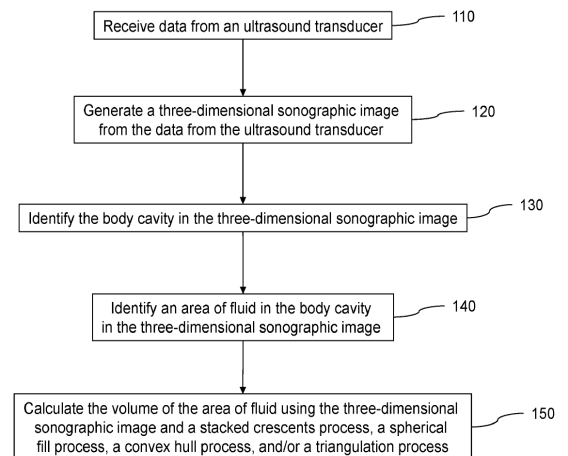 Receive data from an ultrasound transducer
110
Generate a three-dimensional sonographic image
from the data from the ultrasound transducer
120
Identify the body cavity in the three-dimensional sonographic image
130
Identify an area of fluid in the body cavity
in the three-dimensional sonographic image
140
Calculate the volume of the area of fluid using the three-dimensional
sonographic image and a stacked crescents process, a spherical
fill process, a convex hull process, and/or a triangulation process
150